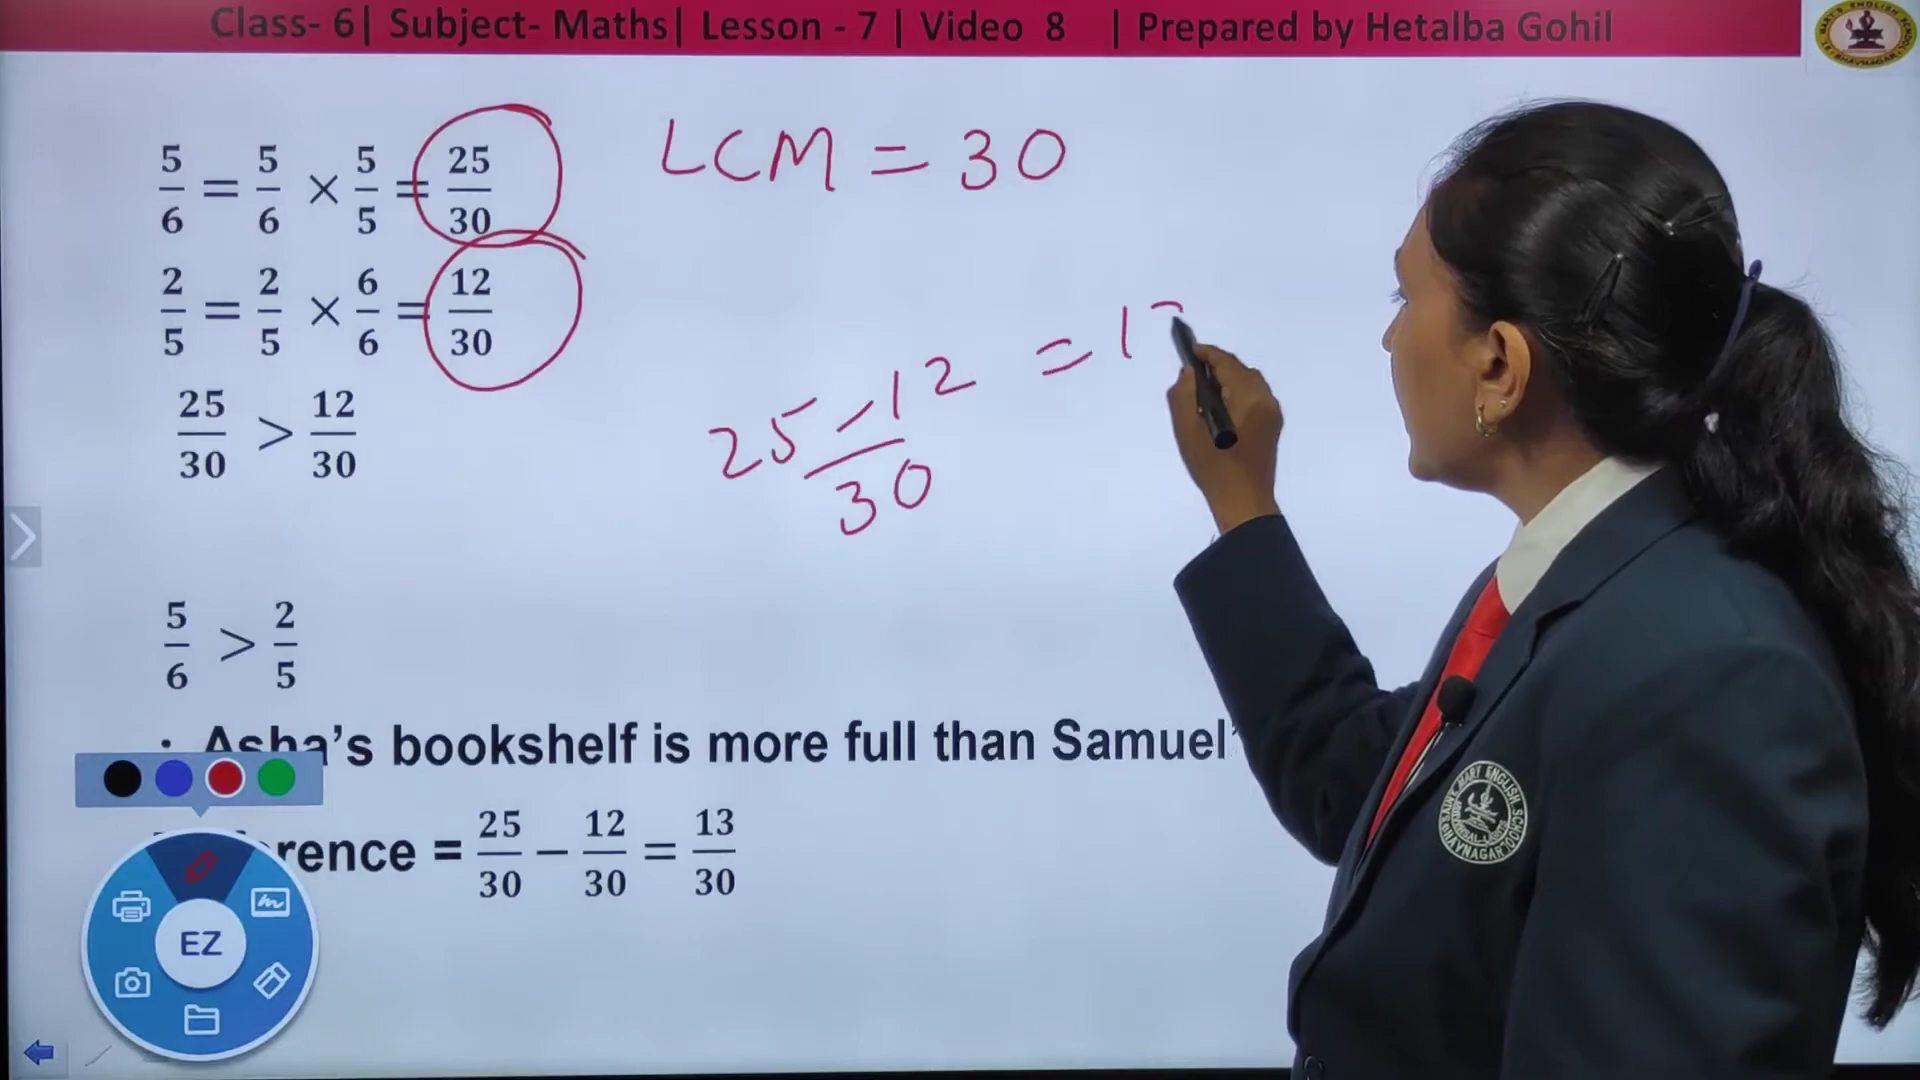 Class- 6| Subject- Maths| Lesson - 7 | Video 8 | Prepared by Hetalba Gohil
5/6 = 5/6 × 5/5 = 25/30
LCM = 30
2/5 = 2/5 × 6/6 = 12/30
25/30 > 12/30
25-12/30 = 1
5/6 > 2/5
Asha's bookshelf is more full than Samuel'
rence = 25/30 − 12/30 = 13/30
EZ